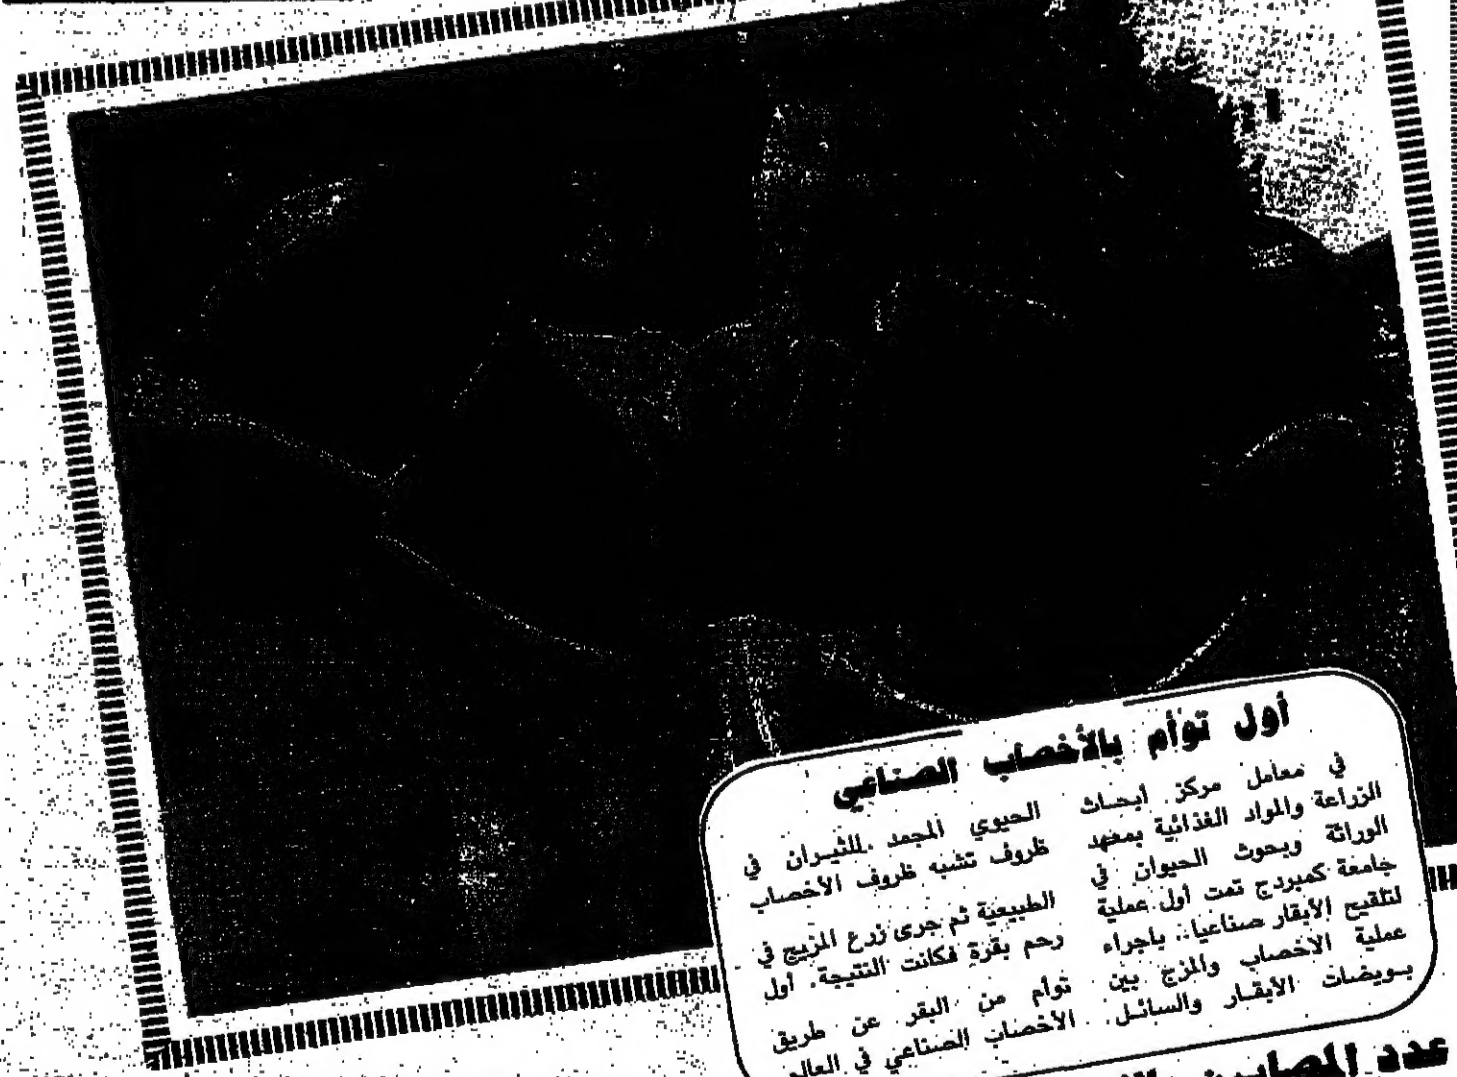 أول توأم بالأخصاب الصناعي
في معامل مركز أبحاث
الزراعة والمواد الغذائية بمعهد
الوراثة وبحوث الحيوان في
جامعة كمبردج تمت أول عملية
لتلقيح الأبقار صناعيا.. باجراء
عملية الاخصاب والمزج بين
بويضات الأبقار والسائل
الحيوي المجمد للثيران في
ظروف تشبه ظروف الأخصاب
الطبيعية ثم جرى زرع المزيج في
رحم بقرة فكانت النتيجة. أول
توأم من البقر عن طريق
الأخصاب الصناعي في العالم
عدد المصابين